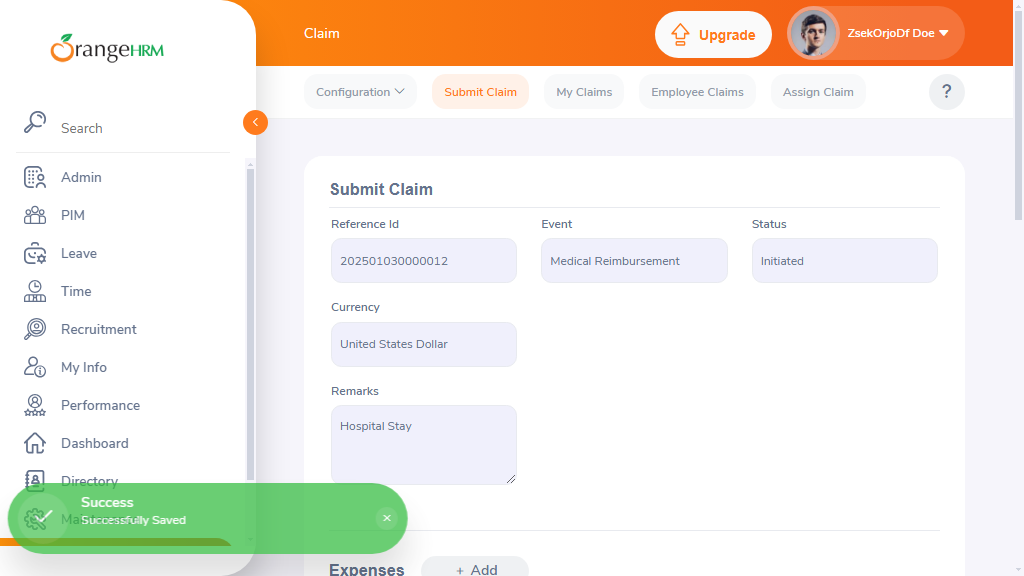 OrangeHRM
Claim
Upgrade
ZsekOrjoDf Doe
Configuration
Submit Claim
My Claims
Employee Claims
Assign Claim
?
Search
Admin
PIM
Leave
Time
Recruitment
My Info
Performance
Dashboard
Directory
Success
Successfully Saved
Submit Claim
Reference Id
Event
Status
202501030000012
Medical Reimbursement
Initiated
Currency
United States Dollar
Remarks
Hospital Stay
Expenses
+ Add